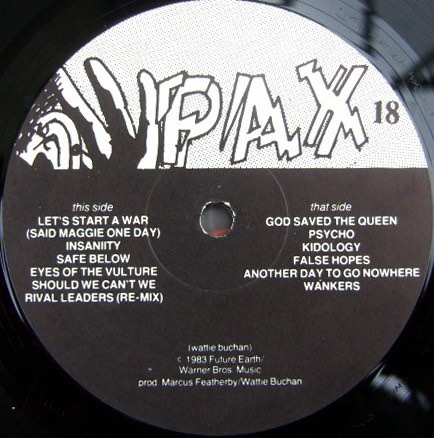 PAX
18
this side
LET'S START A WAR
(SAID MAGGIE ONE DAY)
INSANIITY
SAFE BELOW
EYES OF THE VULTURE
SHOULD WE CAN'T WE
RIVAL LEADERS (RE-MIX)
that side
GOD SAVED THE QUEEN
PSYCHO
KIDOLOGY
FALSE HOPES
ANOTHER DAY TO GO NOWHERE
WANKERS
(wattie buchan)
c 1983 Future Earth/
Warner Bros. Music
prod Marcus Featherby/Wattie Buchan